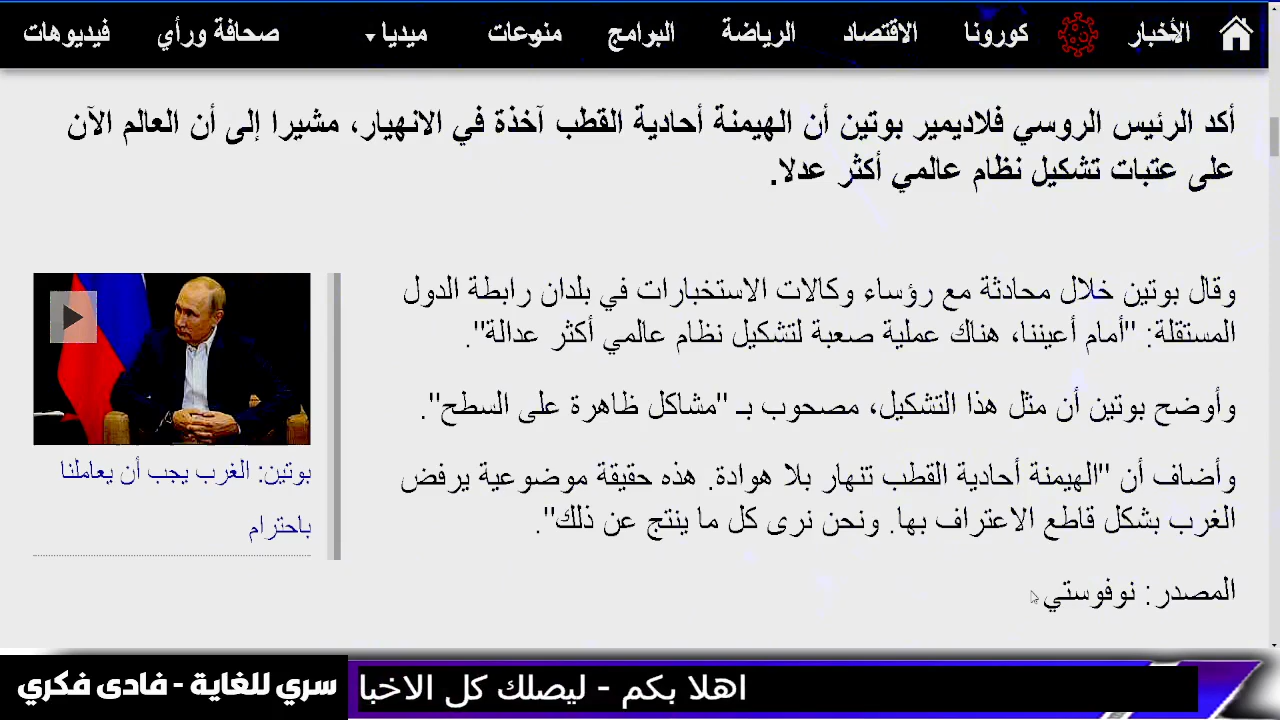 الأخبار كورونا الاقتصاد الرياضة البرامج منوعات ميديا صحافة ورأي فيديوهات
أكد الرئيس الروسي فلاديمير بوتين أن الهيمنة أحادية القطب آخذة في الانهيار، مشيرا إلى أن العالم الآن
على عتبات تشكيل نظام عالمي أكثر عدلا.
وقال بوتين خلال محادثة مع رؤساء وكالات الاستخبارات في بلدان رابطة الدول
المستقلة: "أمام أعيننا، هناك عملية صعبة لتشكيل نظام عالمي أكثر عدالة".
وأوضح بوتين أن مثل هذا التشكيل، مصحوب بـ "مشاكل ظاهرة على السطح".
وأضاف أن "الهيمنة أحادية القطب تنهار بلا هوادة. هذه حقيقة موضوعية يرفض
الغرب بشكل قاطع الاعتراف بها. ونحن نرى كل ما ينتج عن ذلك".
المصدر: نوفوستي
بوتين: الغرب يجب أن يعاملنا
باحترام
اهلا بكم - ليصلك كل الاخبا
سري للغاية - فادى فكري